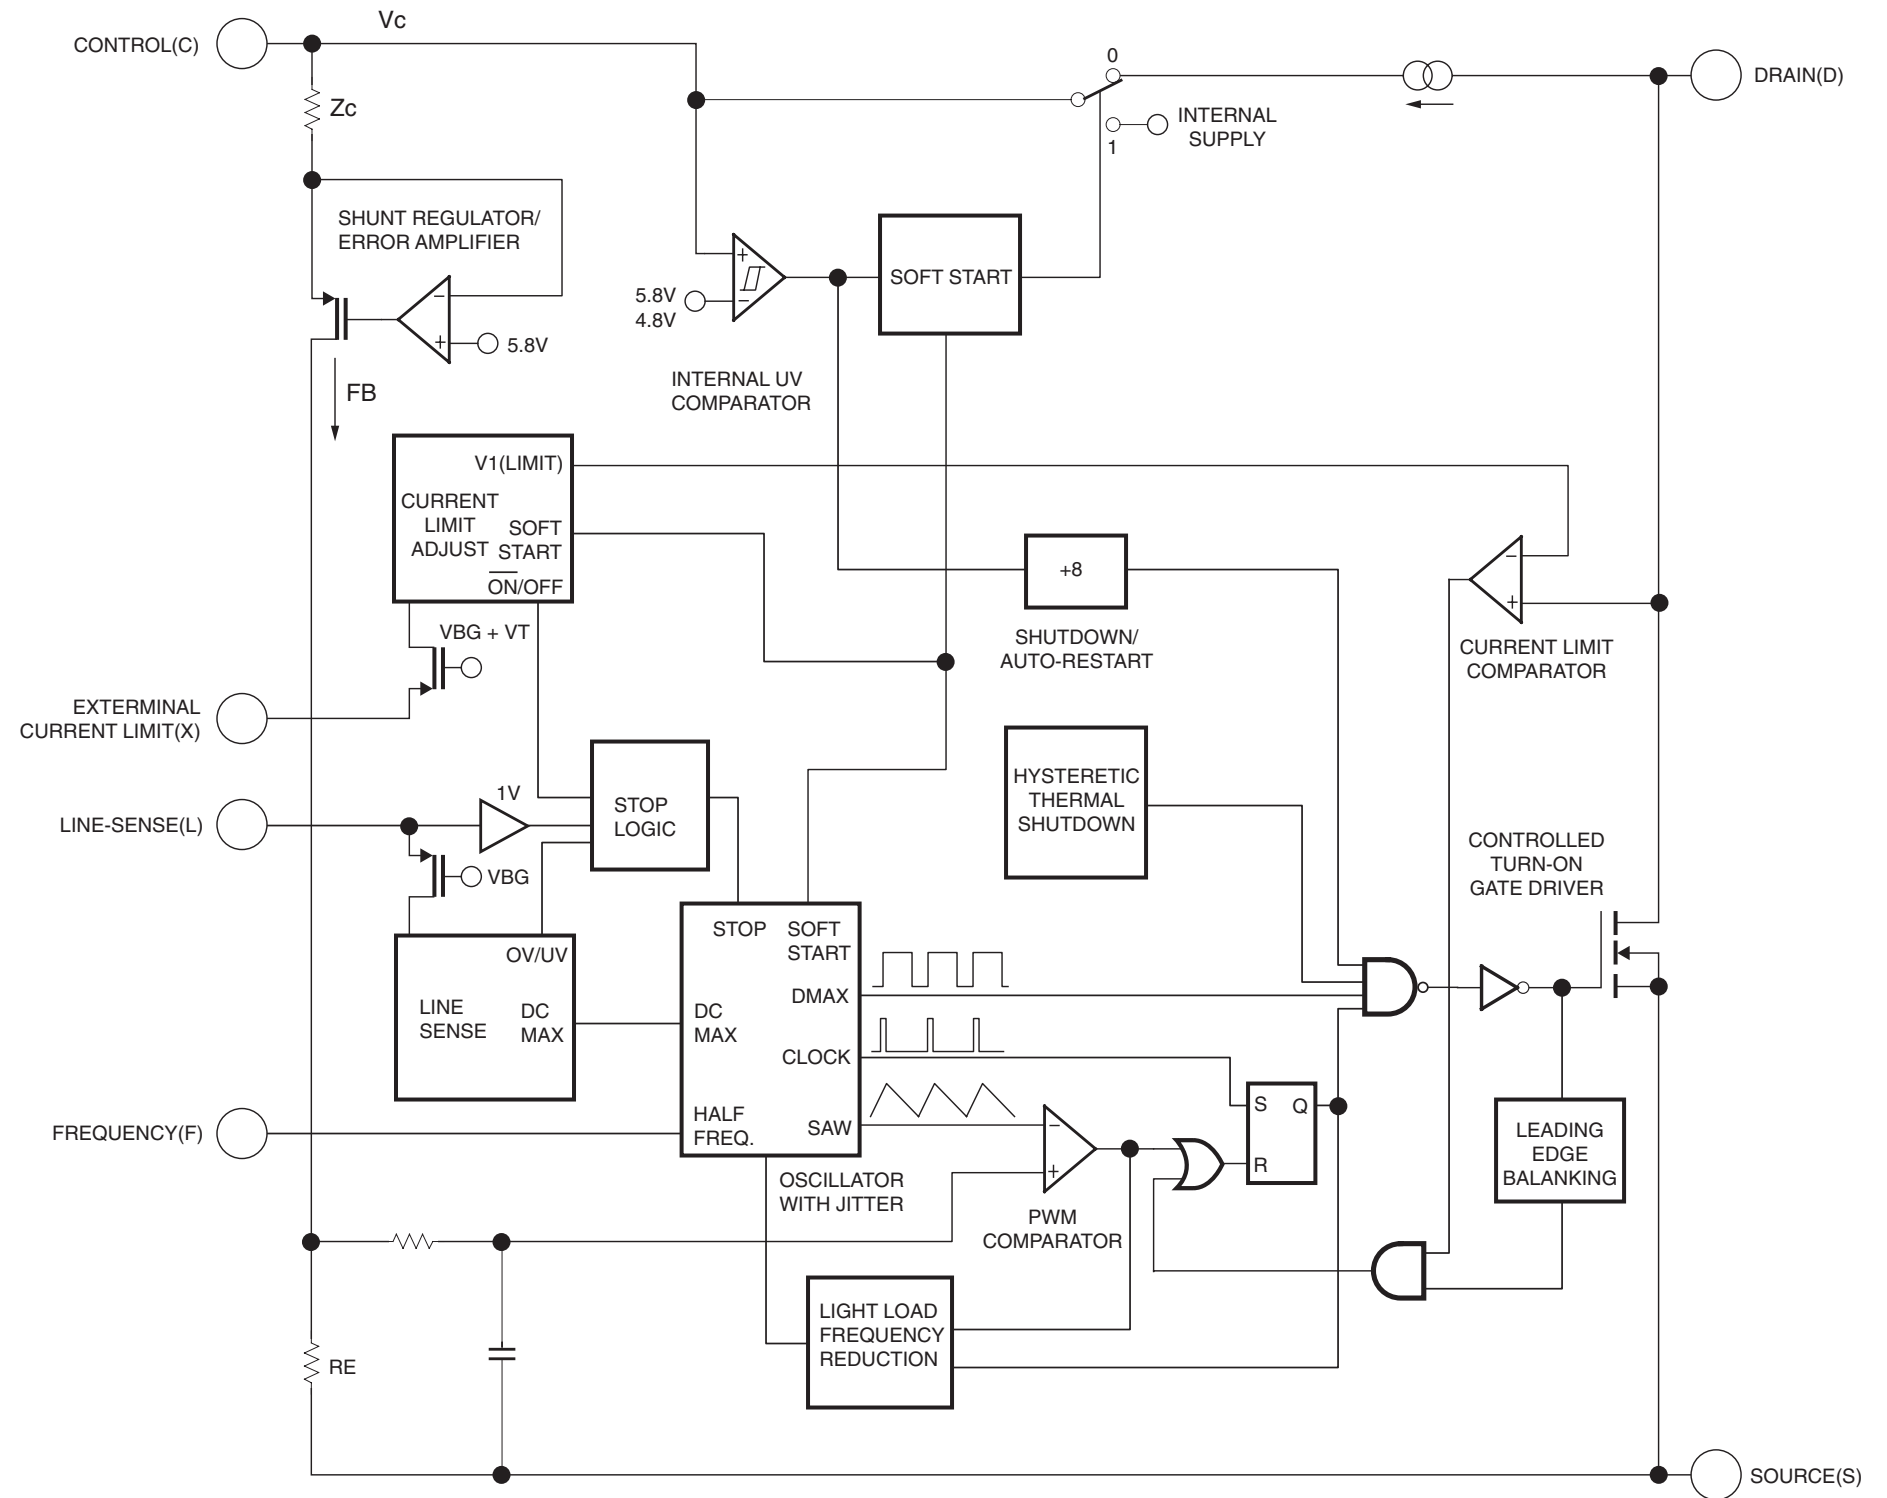 Vc
CONTROL(C)
0
DRAIN(D)
Zc
INTERNAL
SUPPLY
1
SHUNT REGULATOR/
ERROR AMPLIFIER
+
−
5.8V
4.8V
SOFT START
−
+
5.8V
INTERNAL UV
COMPARATOR
FB
V1(LIMIT)
CURRENT
LIMIT
ADJUST
SOFT
START
ON/OFF
+8
SHUTDOWN/
AUTO-RESTART
−
+
CURRENT LIMIT
COMPARATOR
VBG + VT
EXTERMINAL
CURRENT LIMIT(X)
HYSTERETIC
THERMAL
SHUTDOWN
1V
LINE-SENSE(L)
STOP
LOGIC
VBG
CONTROLLED
TURN-ON
GATE DRIVER
OV/UV
LINE
SENSE
DC
MAX
STOP
SOFT
START
DMAX
DC
MAX
CLOCK
HALF
FREQ.
SAW
FREQUENCY(F)
OSCILLATOR
WITH JITTER
−
+
PWM
COMPARATOR
S
Q
R
LEADING
EDGE
BALANKING
LIGHT LOAD
FREQUENCY
REDUCTION
RE
SOURCE(S)